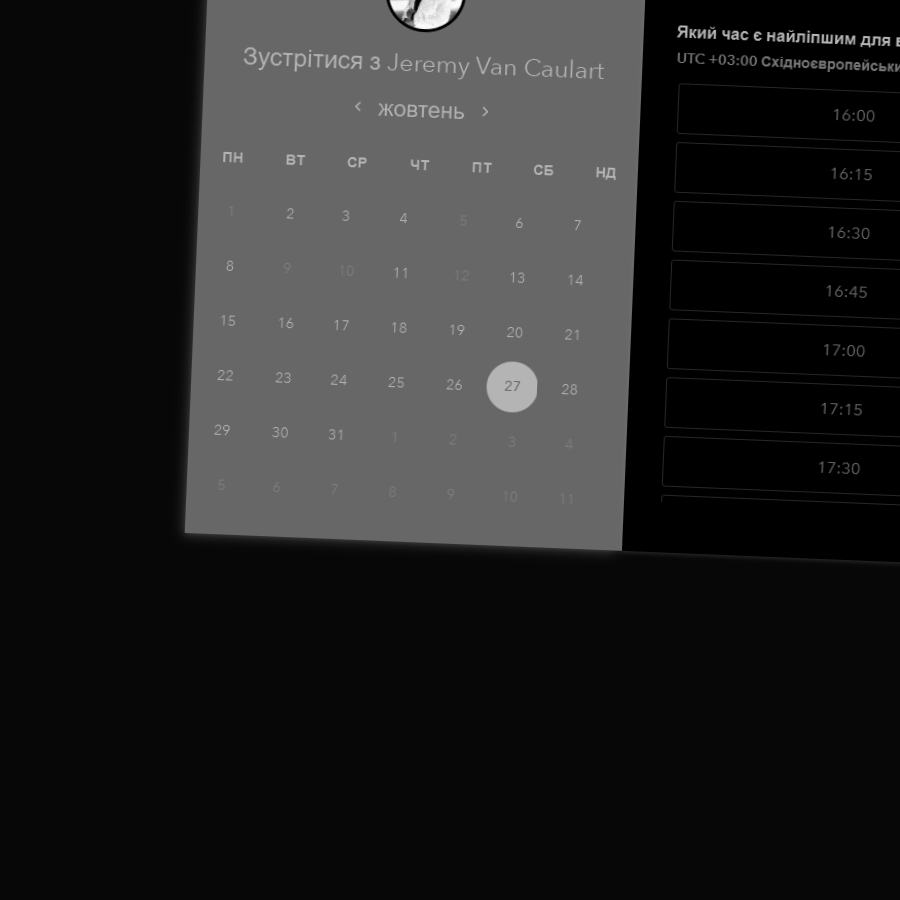 Зустрітися з Jeremy Van Caulart
‹ жовтень ›
ПН ВТ СР ЧТ ПТ СБ НД
1 2 3 4 5 6 7
8 9 10 11 12 13 14
15 16 17 18 19 20 21
22 23 24 25 26 27 28
29 30 31 1 2 3 4
5 6 7 8 9 10 11
Який час є найліпшим для
UTC +03:00
16:00
16:15
16:30
16:45
17:00
17:15
17:30